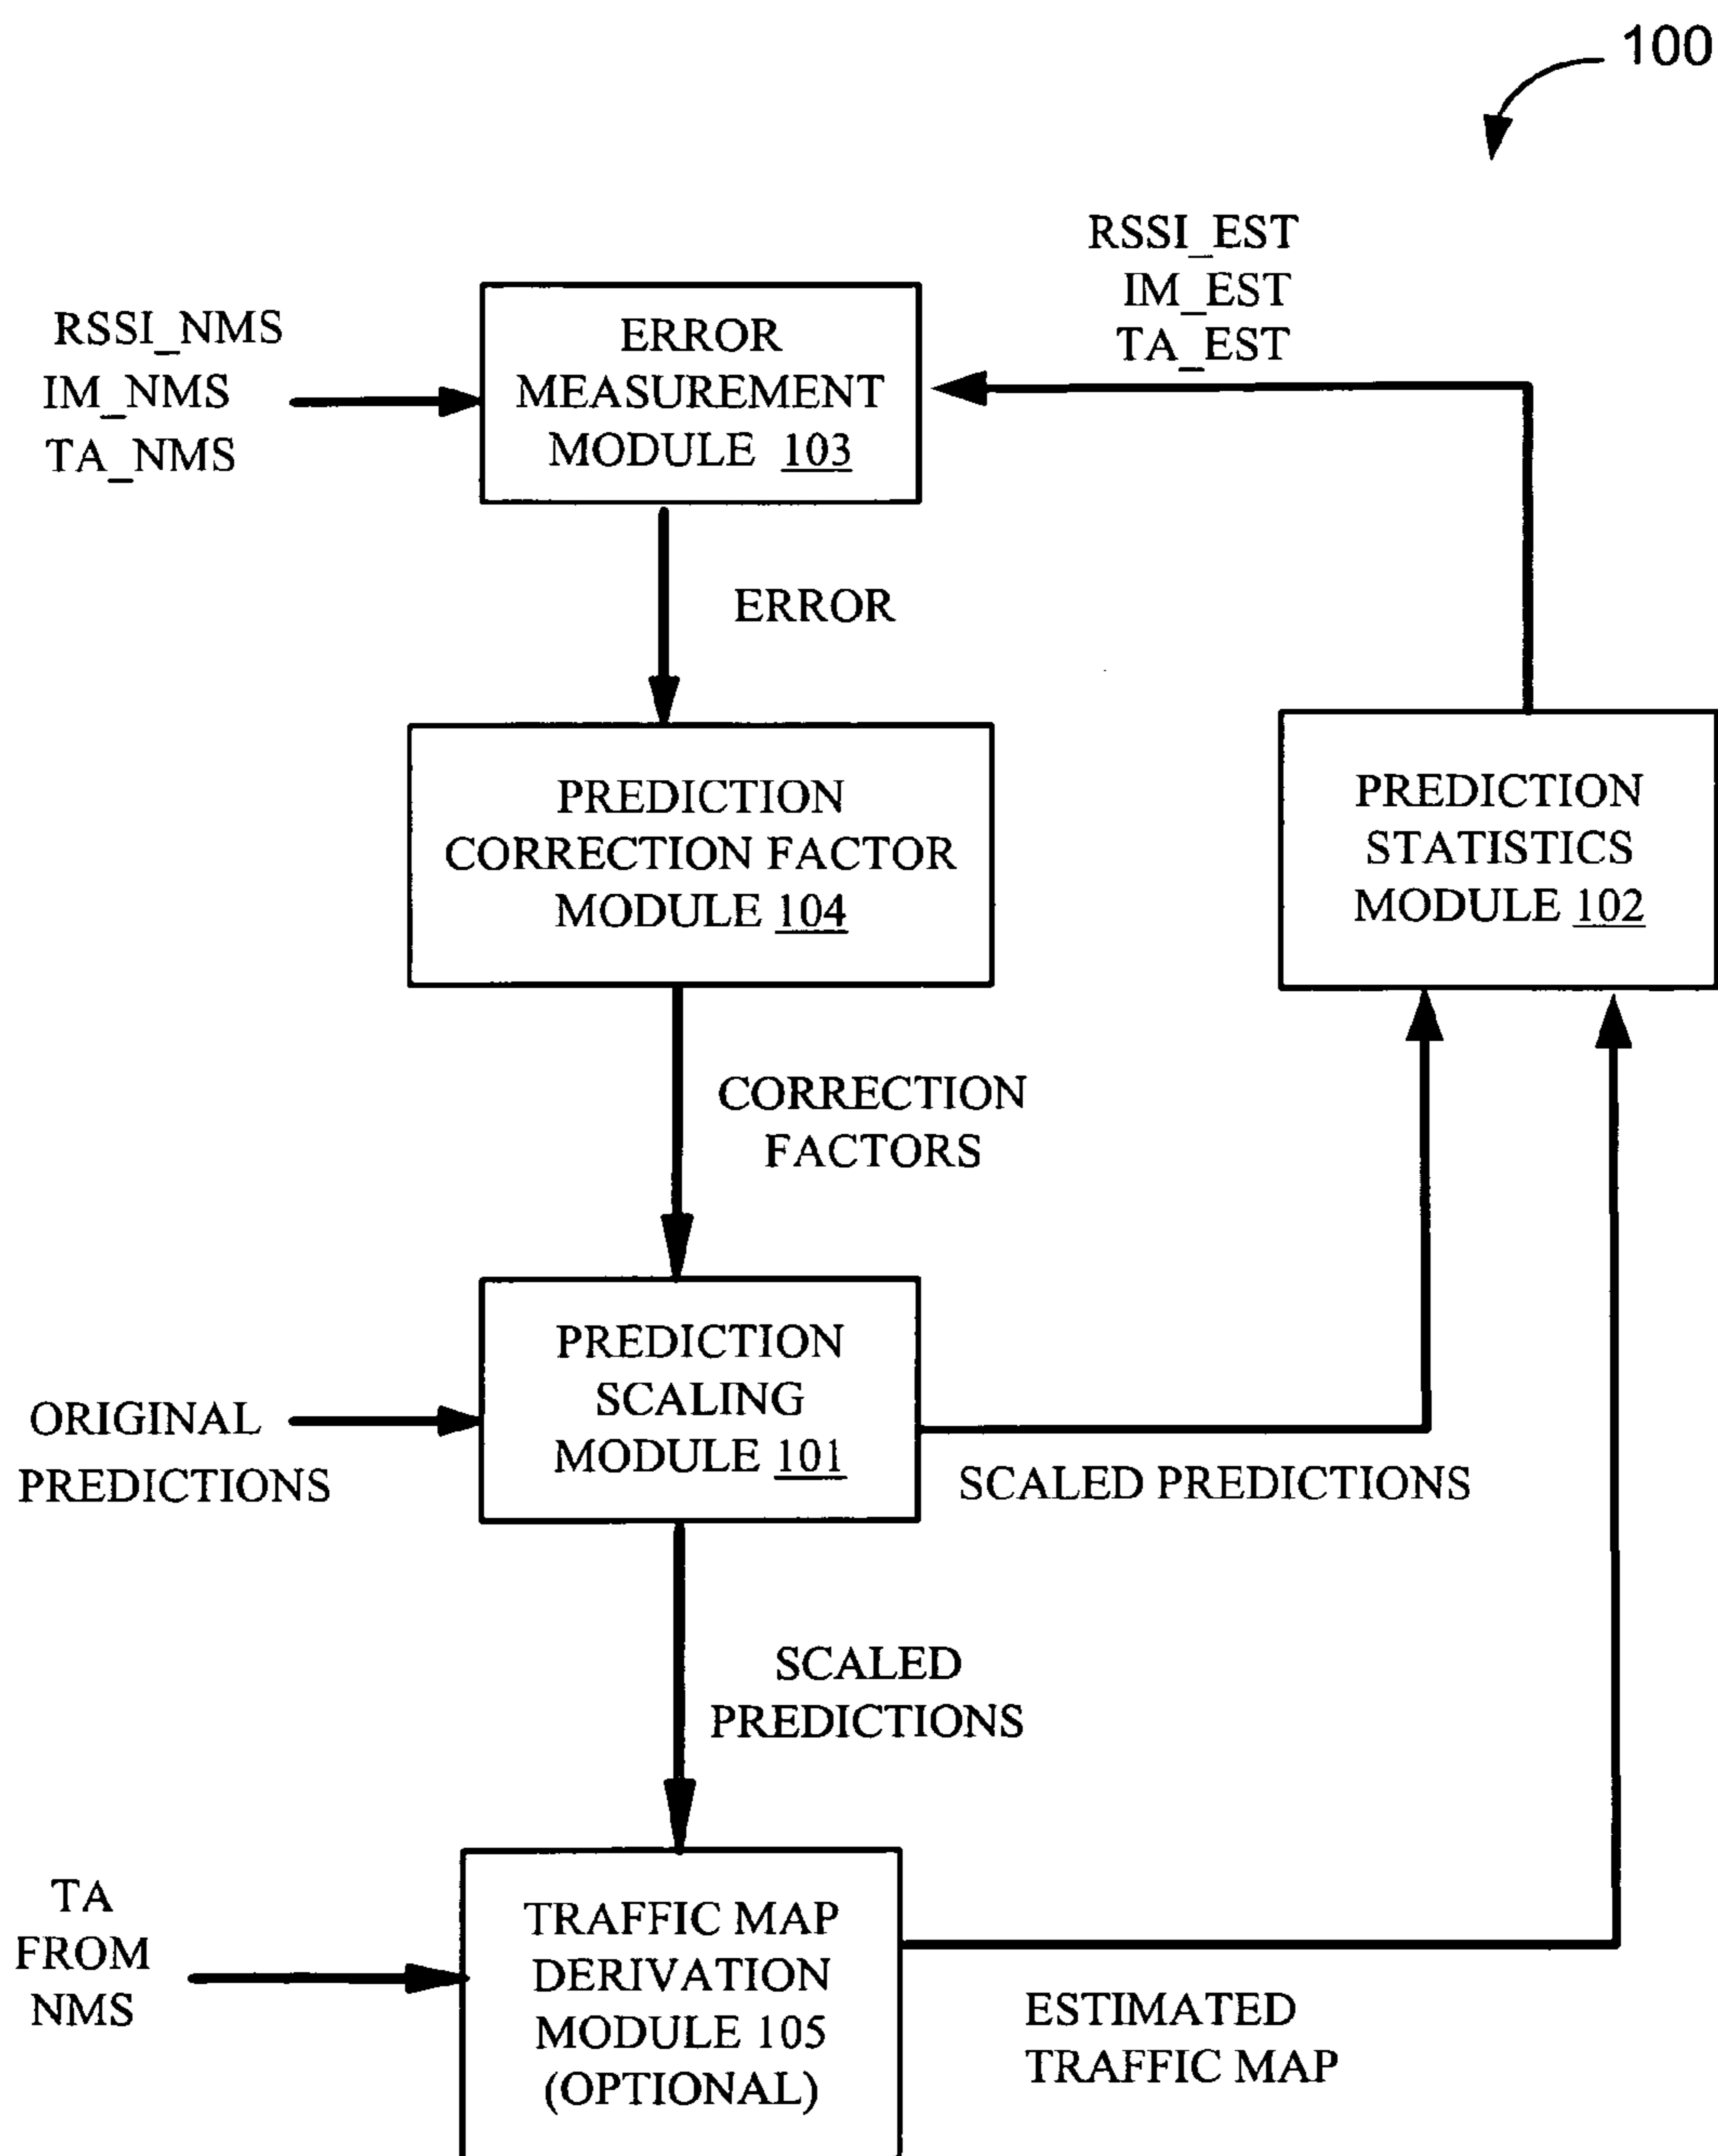 100
RSSI_EST
IM_EST
TA_EST
RSSI_NMS
IM_NMS
TA_NMS
ERROR
MEASUREMENT
MODULE 103
ERROR
PREDICTION
CORRECTION FACTOR
MODULE 104
PREDICTION
STATISTICS
MODULE 102
CORRECTION
FACTORS
ORIGINAL
PREDICTIONS
PREDICTION
SCALING
MODULE 101
SCALED PREDICTIONS
SCALED
PREDICTIONS
TA
FROM
NMS
TRAFFIC MAP
DERIVATION
MODULE 105
(OPTIONAL)
ESTIMATED
TRAFFIC MAP